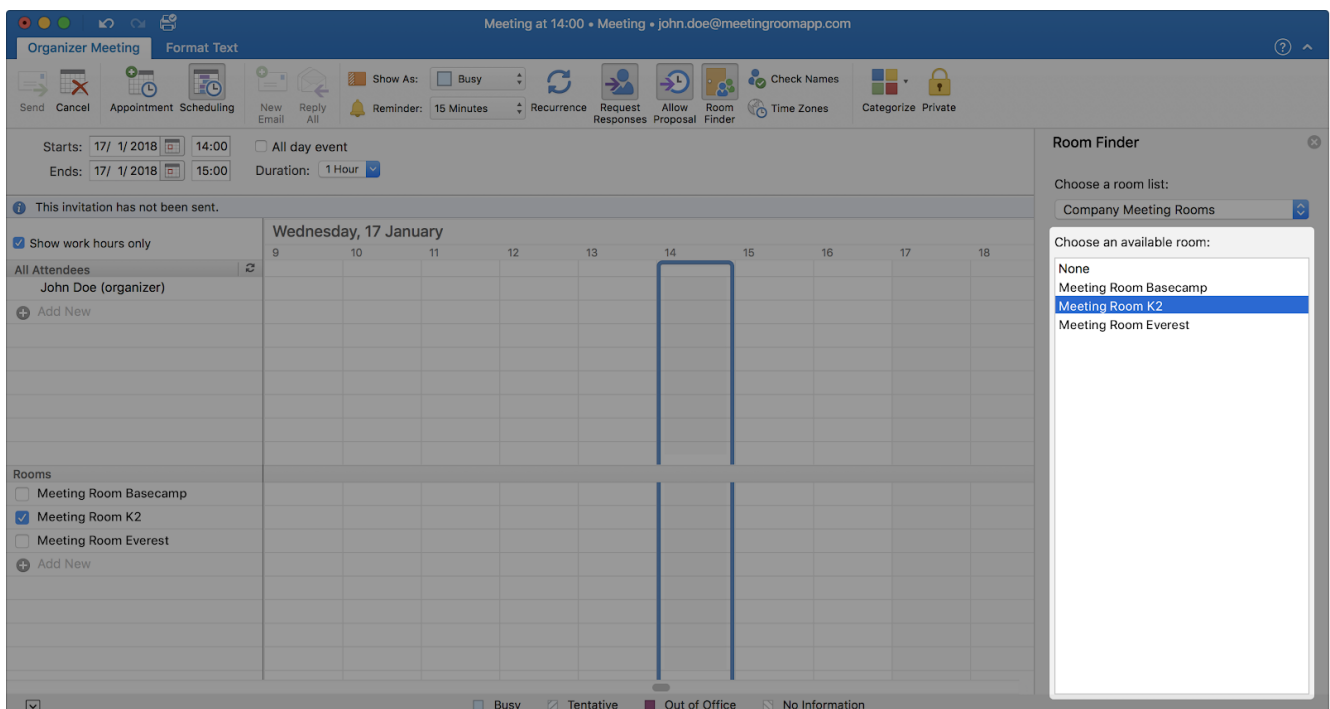 Meeting at 14:00 • Meeting • john.doe@meetingroomapp.com
Organizer Meeting Format Text
Send Cancel Appointment Scheduling New Email Reply All
Show As: Busy
Reminder: 15 Minutes
Recurrence Request Responses Allow Proposal Room Finder
Check Names
Time Zones
Categorize Private
Starts: 17/ 1/2018 14:00 All day event
Ends: 17/ 1/2018 15:00 Duration: 1 Hour
This invitation has not been sent.
Show work hours only
Wednesday, 17 January
9 10 11 12 13 14 15 16 17 18
All Attendees
John Doe (organizer)
Add New
Rooms
Meeting Room Basecamp
Meeting Room K2
Meeting Room Everest
Add New
Busy Tentative Out of Office No Information
Room Finder
Choose a room list:
Company Meeting Rooms
Choose an available room:
None
Meeting Room Basecamp
Meeting Room K2
Meeting Room Everest